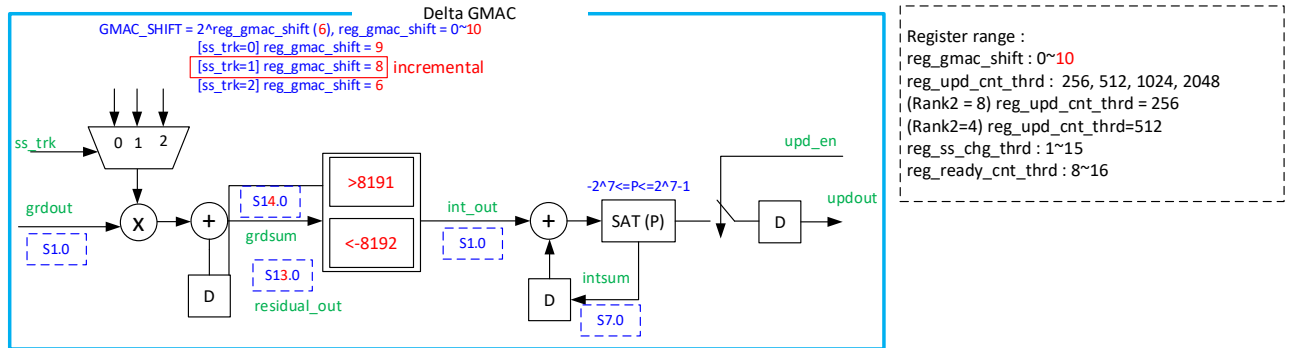 Delta GMAC
GMAC_SHIFT = 2^reg_gmac_shift (6), reg_gmac_shift = 0~10
[ss_trk=0] reg_gmac_shift = 9
[ss_trk=1] reg_gmac_shift = 8 incremental
[ss_trk=2] reg_gmac_shift = 6
0 1 2
ss_trk
grdout
S1.0
X
+
D
S14.0
grdsum
S13.0
residual_out
>8191
<-8192
int_out
S1.0
+
D
-2^7<=P<=2^7-1
SAT (P)
intsum
S7.0
upd_en
D
updout
Register range :
reg_gmac_shift : 0~10
reg_upd_cnt_thrd : 256, 512, 1024, 2048
(Rank2 = 8) reg_upd_cnt_thrd = 256
(Rank2=4) reg_upd_cnt_thrd=512
reg_ss_chg_thrd : 1~15
reg_ready_cnt_thrd : 8~16